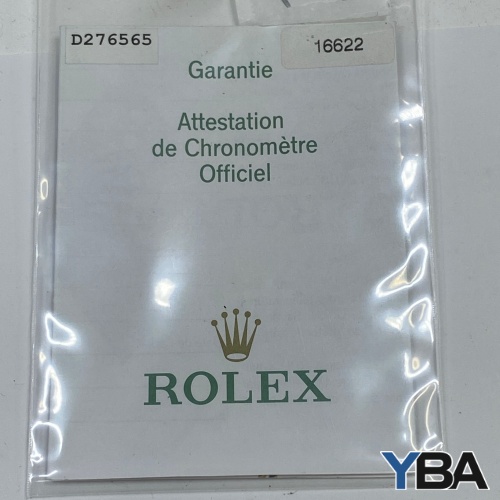 D276565
16622
Garantie
Attestation
de Chronomètre
Officiel
ROLEX
YBA